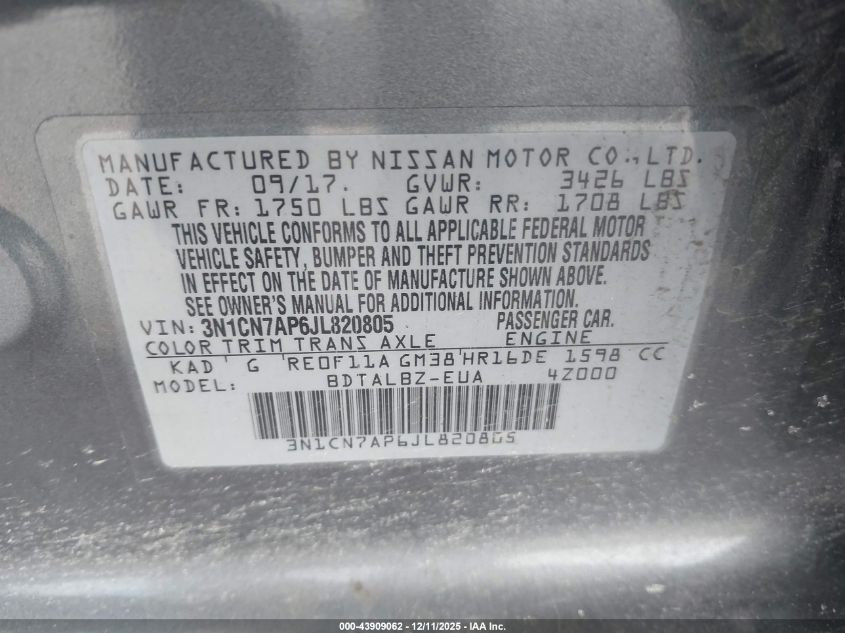 MANUFACTURED BY NISSAN MOTOR CO.,LTD.
DATE: 09/17. GVWR: 3426 LBS
GAWR FR: 1750 LBS GAWR RR: 1708 LBS
THIS VEHICLE CONFORMS TO ALL APPLICABLE FEDERAL MOTOR
VEHICLE SAFETY, BUMPER AND THEFT PREVENTION STANDARDS
IN EFFECT ON THE DATE OF MANUFACTURE SHOWN ABOVE.
SEE OWNER'S MANUAL FOR ADDITIONAL INFORMATION.
VIN: 3N1CN7AP6JL820805 PASSENGER CAR.
COLOR TRIM TRANS AXLE ENGINE
KAD G RE0F11A GM38 HR16DE 1598 CC
MODEL: BDTALBZ-EUA 4Z000
3N1CN7AP6JL820805
000-43909062 - 12/11/2025 - IAA Inc.